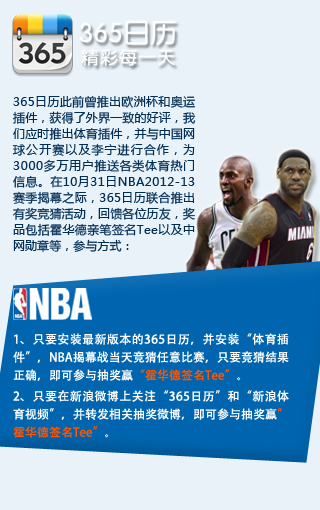 365
365日历
精彩每一天
365日历此前曾推出欧洲杯和奥运
插件，获得了外界一致的好评，我
们应时推出体育插件，并与中国网
球公开赛以及李宁进行合作，为
3000多万用户推送各类体育热门
信息。在10月31日NBA2012-13
赛季揭幕之际，365日历联合推出
有奖竞猜活动，回馈各位历友，奖
品包括霍华德亲笔签名Tee以及中
网勋章等，参与方式：
MIAMI
NBA
1、只要安装最新版本的365日历，并安装“体育插
件”，NBA揭幕战当天竞猜任意比赛，只要竞猜结果
正确，即可参与抽奖赢“霍华德签名Tee”。
2、只要在新浪微博上关注“365日历”和“新浪体
育视频”，并转发相关抽奖微博，即可参与抽奖赢“
霍华德签名Tee”。